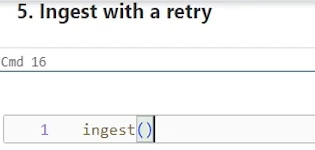 5. Ingest with a retry
Cmd 16
1 ingest()